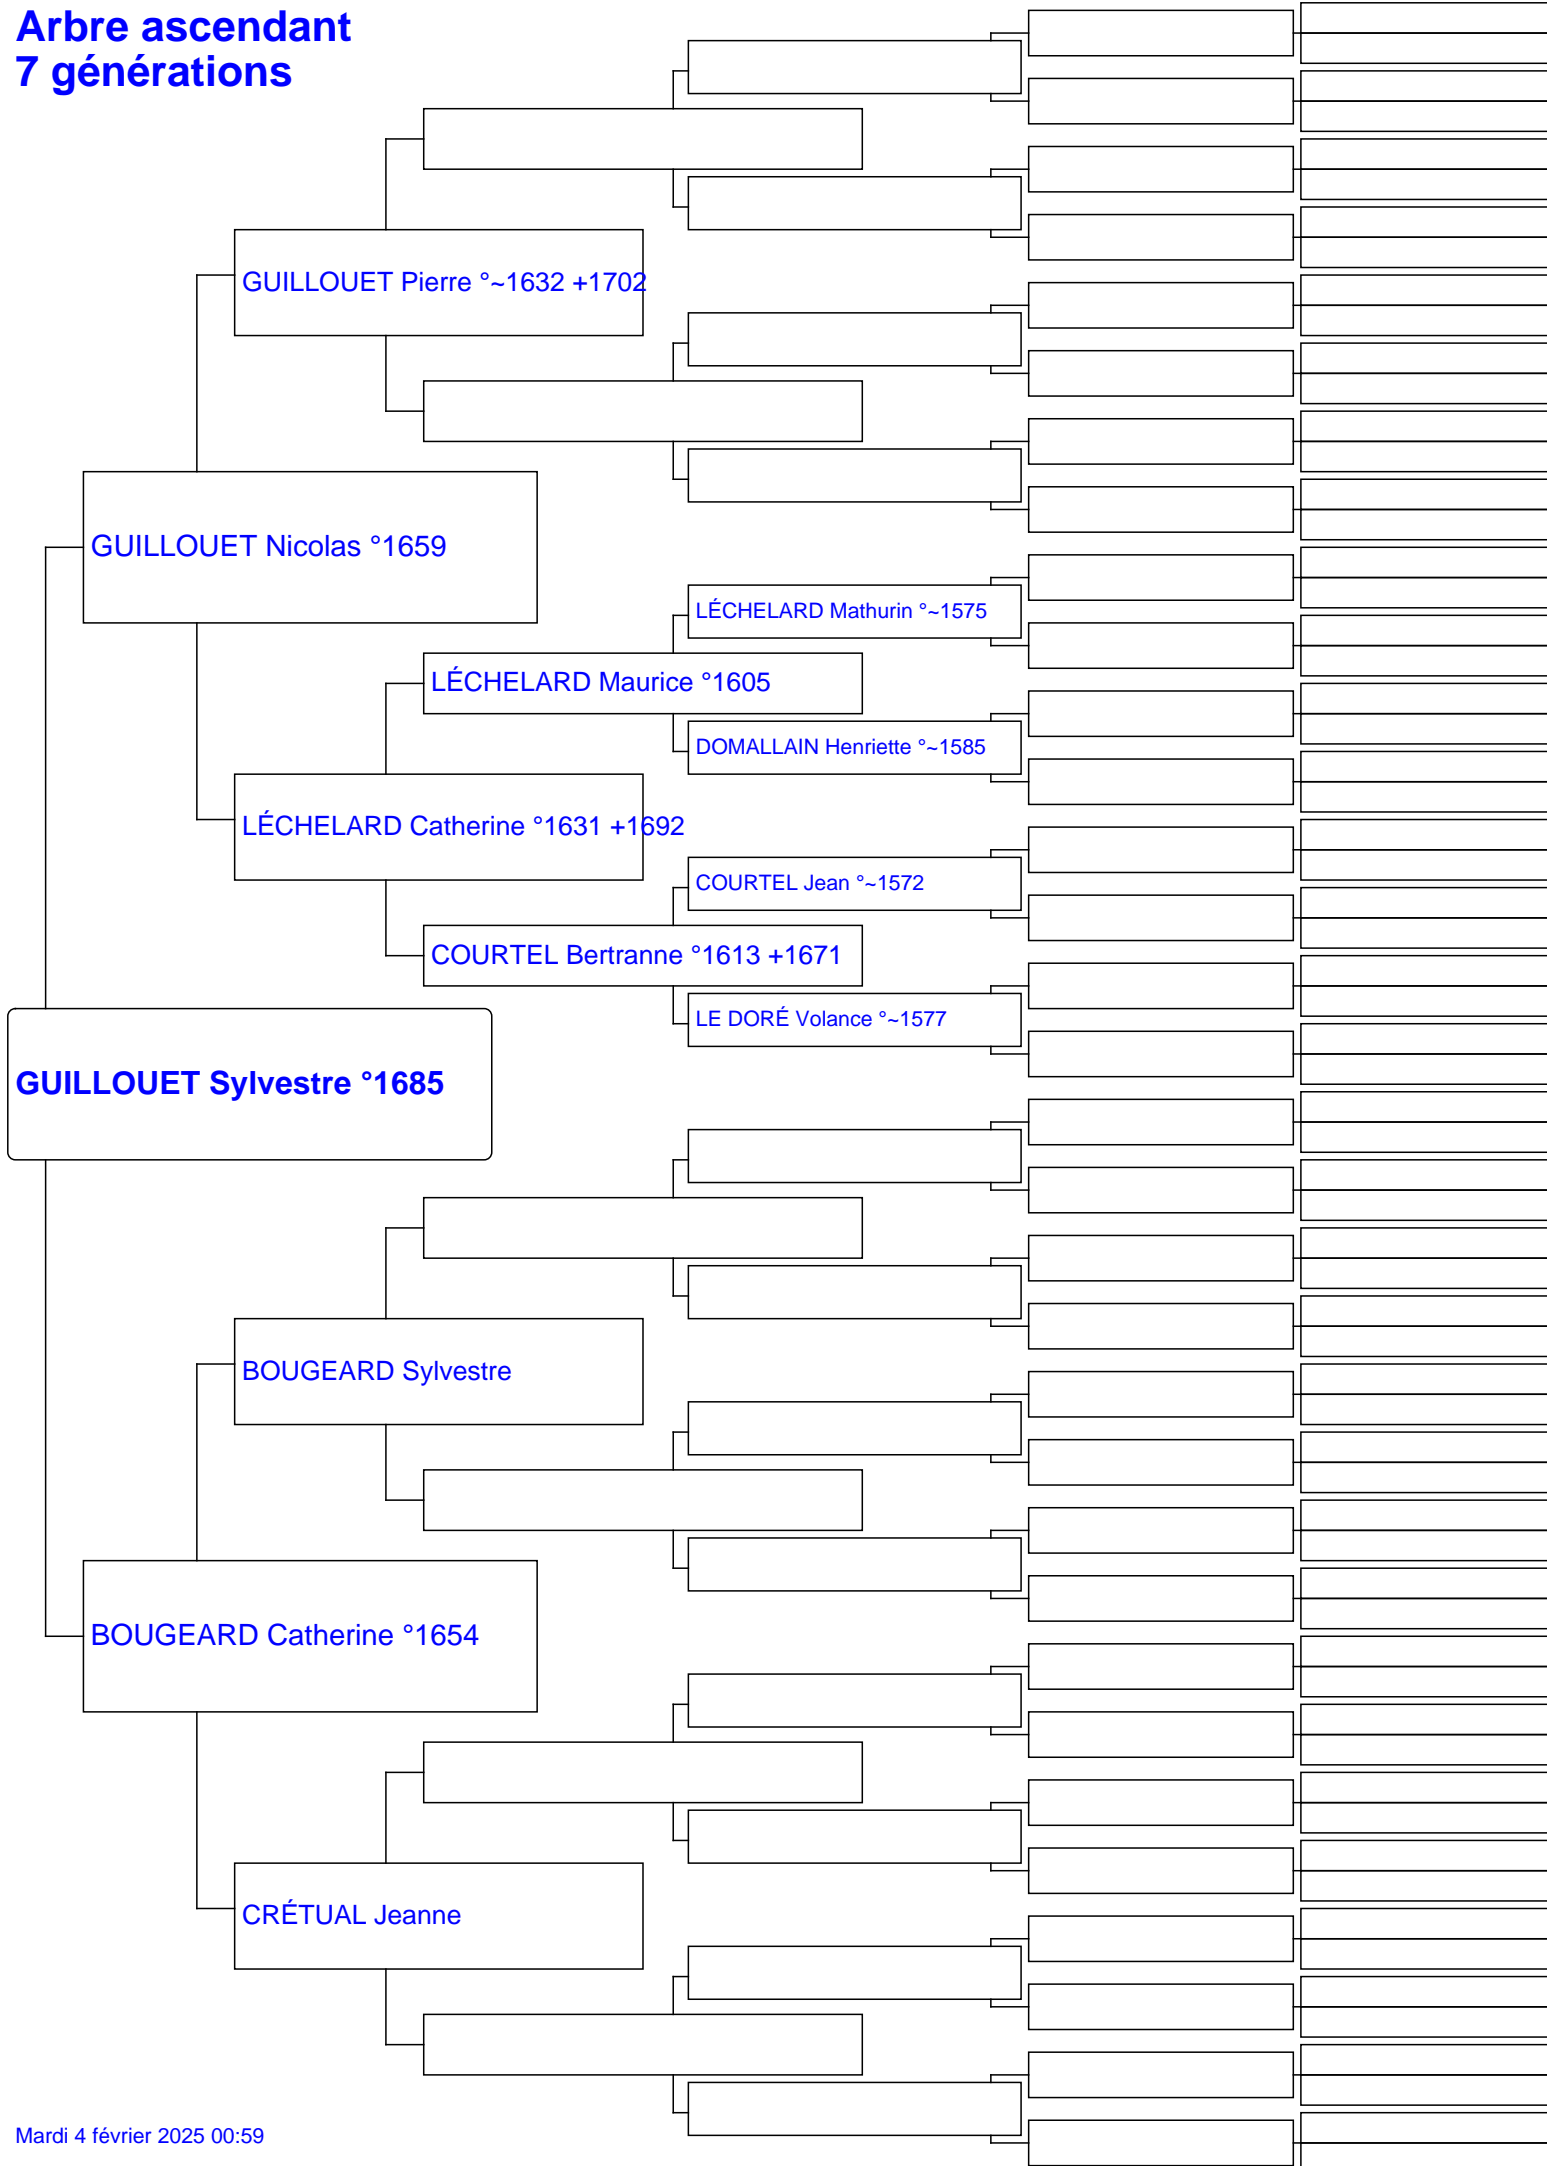 Arbre ascendant
7 générations
GUILLOUET Pierre °~1632 +1702
GUILLOUET Nicolas °1659
LÉCHELARD Mathurin °~1575
LÉCHELARD Maurice °1605
DOMALLAIN Henriette °~1585
LÉCHELARD Catherine °1631 +1692
COURTEL Jean °~1572
COURTEL Bertranne °1613 +1671
LE DORÉ Volance °~1577
GUILLOUET Sylvestre °1685
BOUGEARD Sylvestre
BOUGEARD Catherine °1654
CRÉTUAL Jeanne
Mardi 4 février 2025 00:59